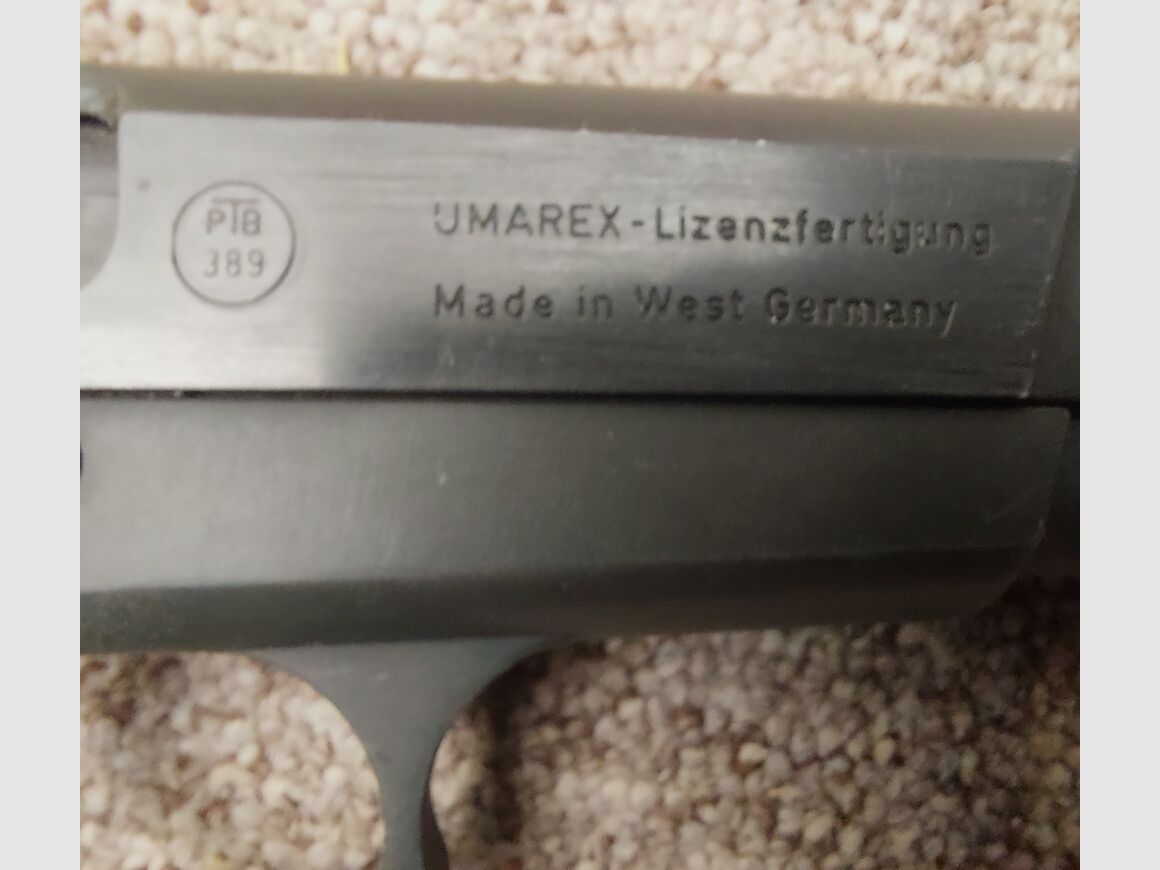 PTB
389
UMAREX-Lizenzfertigung
Made in West Germany